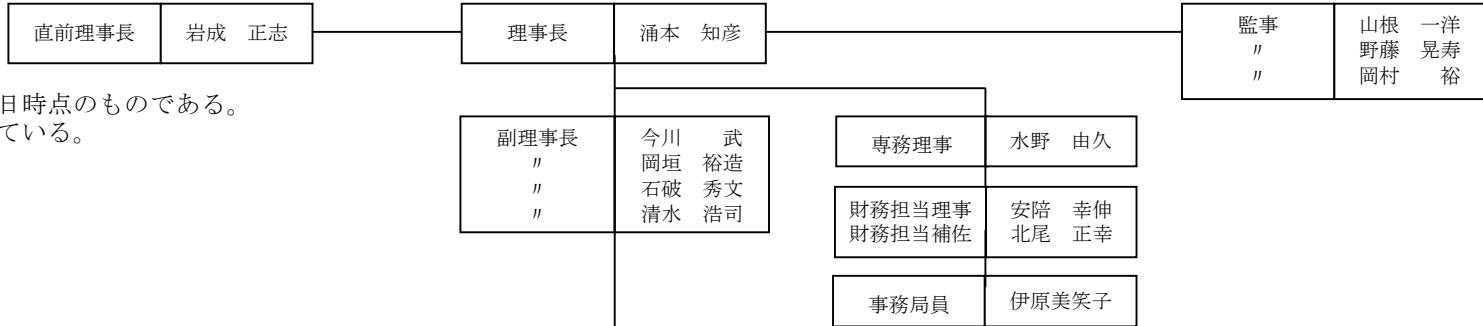 直前理事長 岩成 正志 理事長 涌本 知彦 監事 山根 一洋
〃 野藤 晃寿
〃 岡村 裕
日時点のものである。
ている。
副理事長 今川 武
〃 岡垣 裕造
〃 石破 秀文
〃 清水 浩司
専務理事 水野 由久
財務担当理事 安陪 幸伸
財務担当補佐 北尾 正幸
事務局員 伊原美笑子